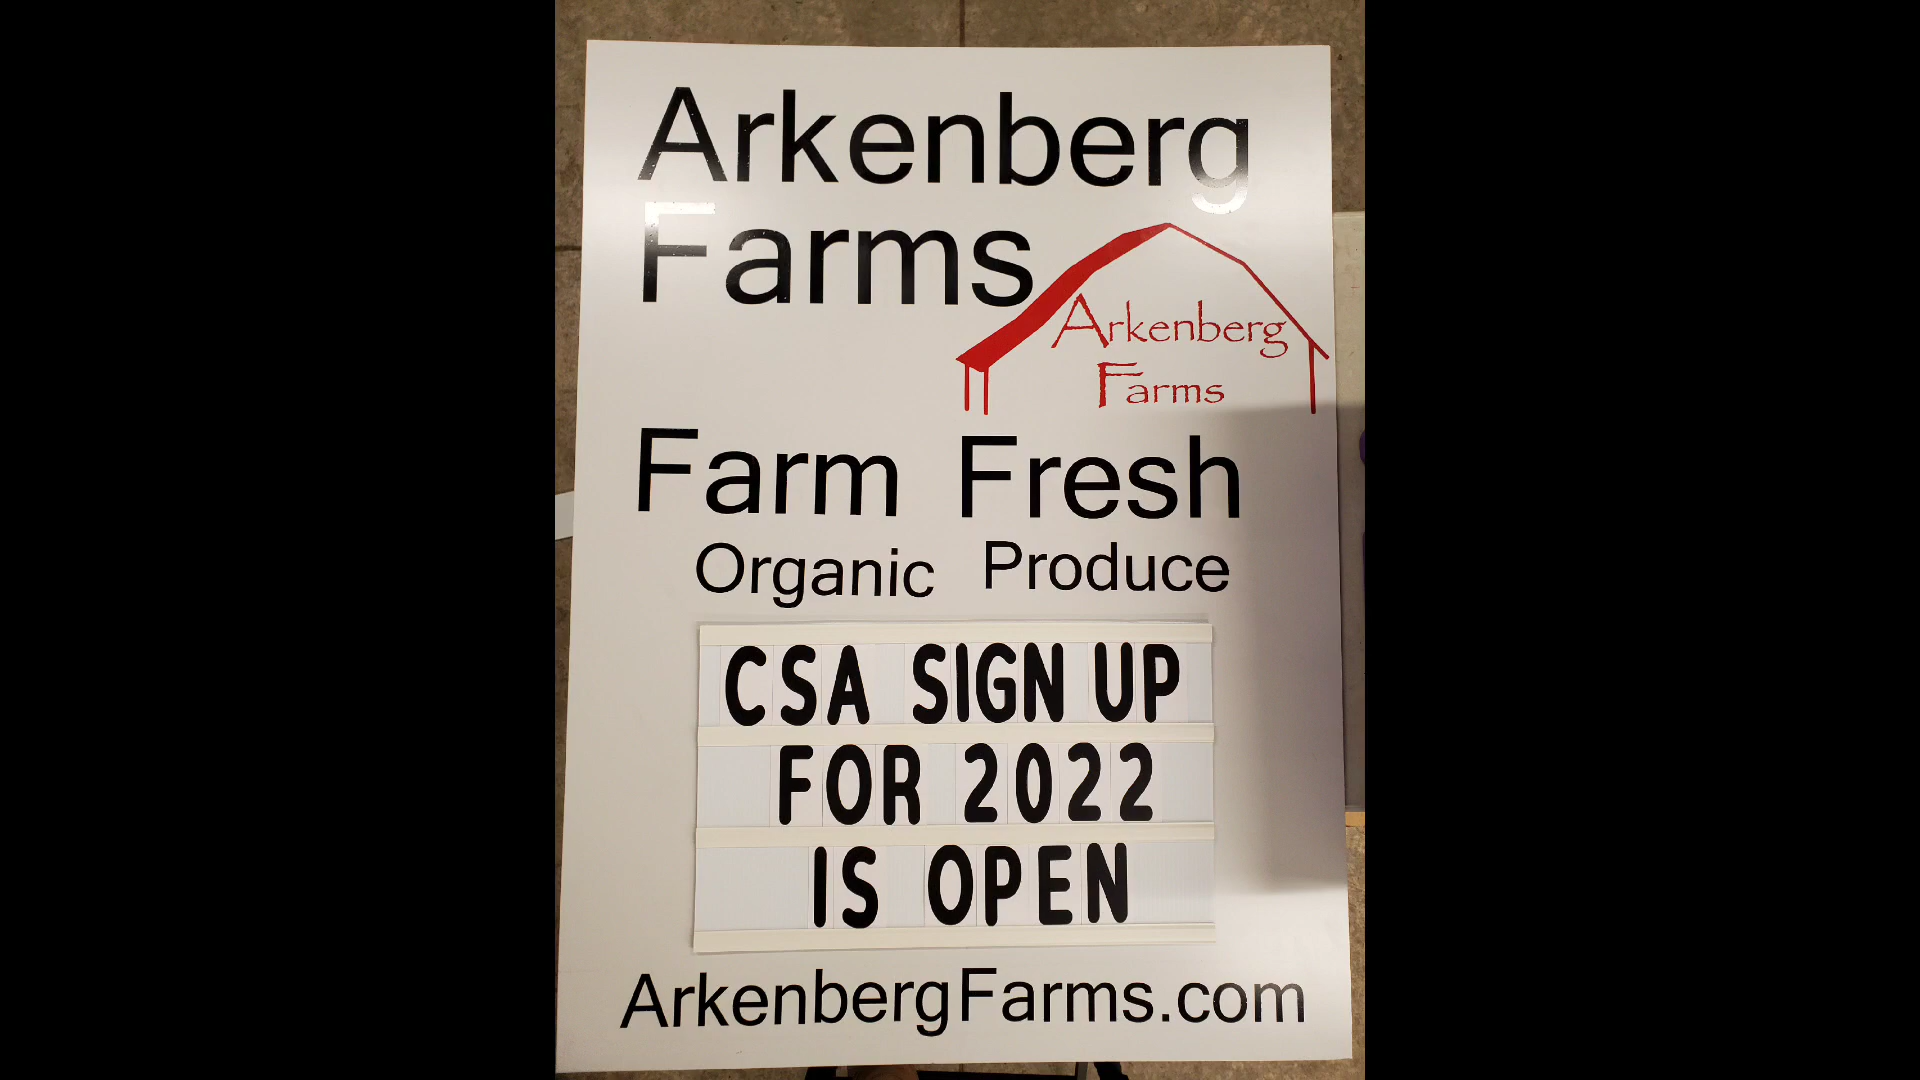 Arkenberg
Farms
Arkenberg
Farms
Farm Fresh
Organic Produce
CSA SIGN UP
FOR 2022
IS OPEN
ArkenbergFarms.com